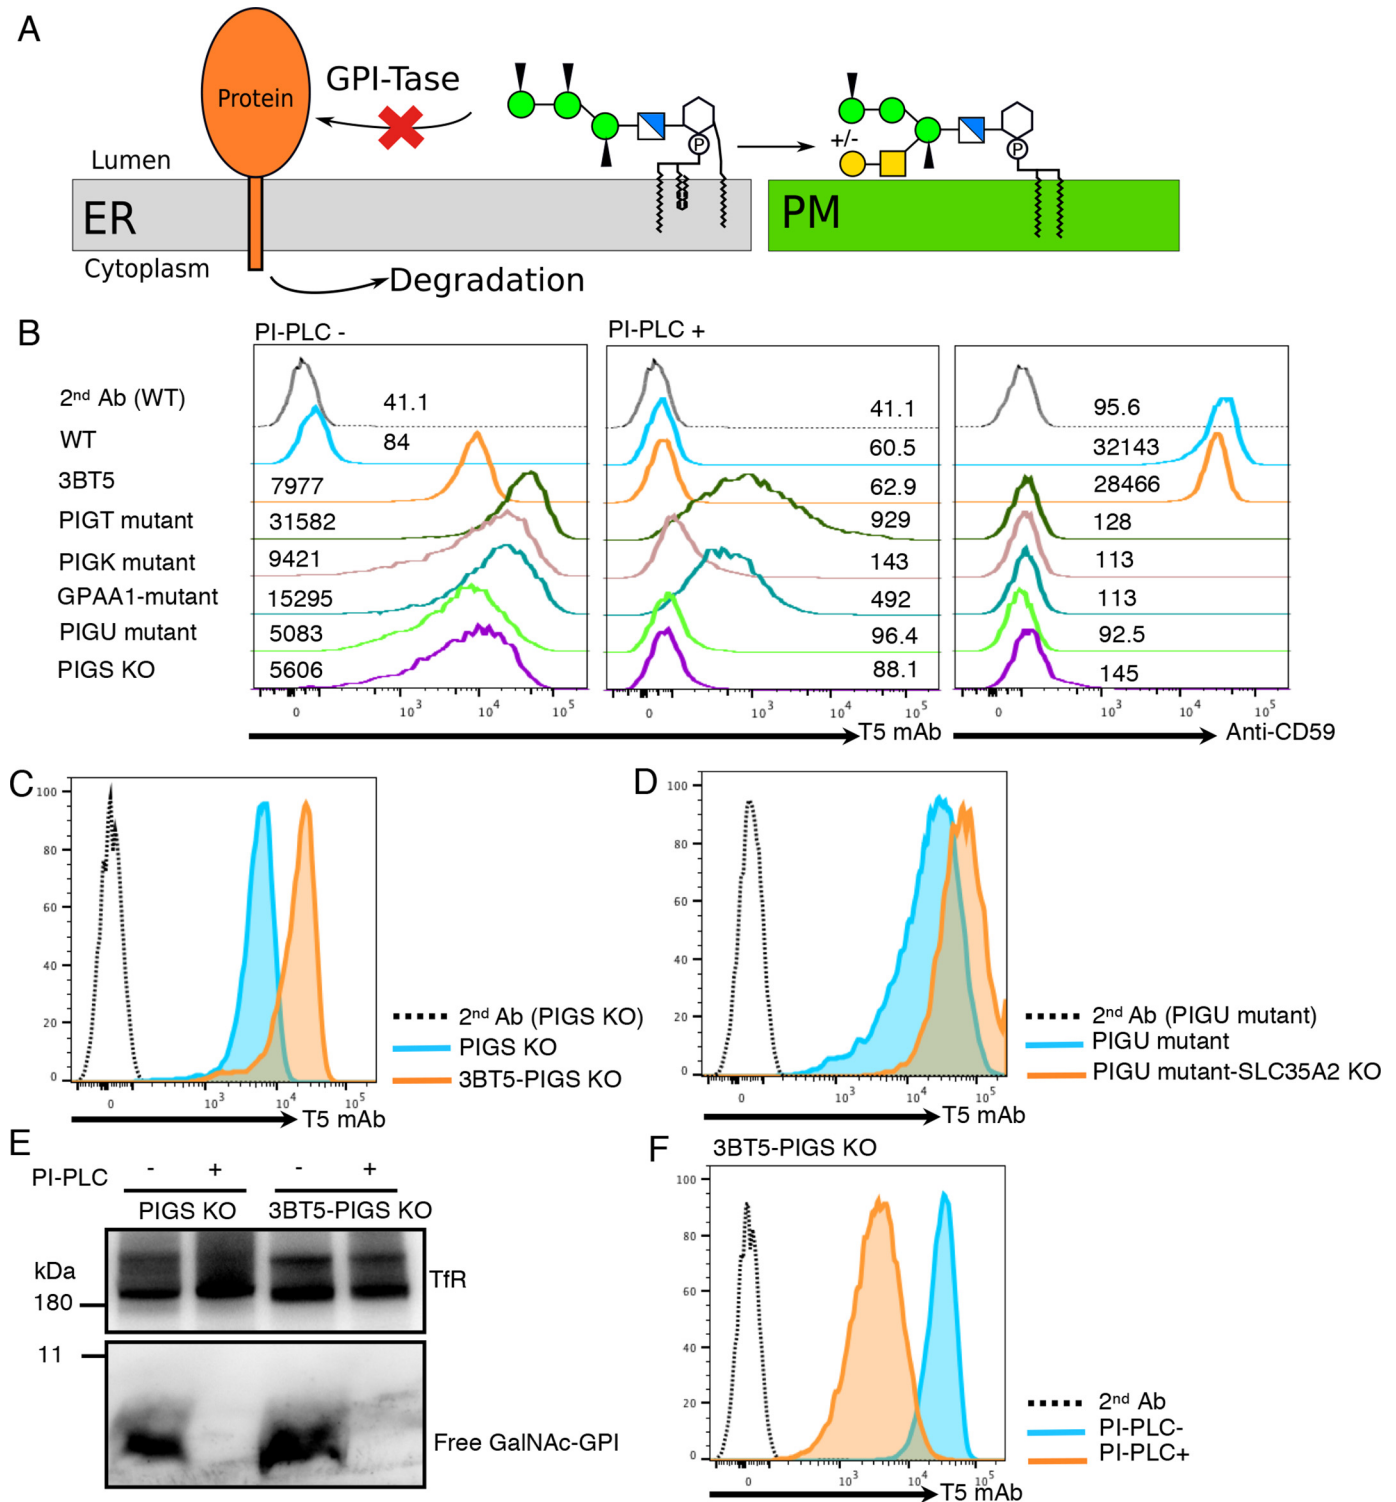 A
Protein
GPI-Tase
P
+/-
P
Lumen
ER
PM
Cytoplasm
Degradation
B
PI-PLC -
PI-PLC +
2nd Ab (WT)
41.1
41.1
95.6
WT
84
60.5
32143
3BT5
7977
62.9
28466
PIGT mutant
31582
929
128
PIGK mutant
9421
143
113
GPAA1-mutant
15295
492
113
PIGU mutant
5083
96.4
92.5
PIGS KO
5606
88.1
145
0 10^3 10^4 10^5
0 10^3 10^4 10^5
0 10^3 10^4 10^5
T5 mAb
Anti-CD59
C
100
80
60
40
20
0
0 10^3 10^4 10^5
T5 mAb
2nd Ab (PIGS KO)
PIGS KO
3BT5-PIGS KO
D
100
80
60
40
20
0
0 10^3 10^4 10^5
T5 mAb
2nd Ab (PIGU mutant)
PIGU mutant
PIGU mutant-SLC35A2 KO
E
PI-PLC - + - +
PIGS KO 3BT5-PIGS KO
kDa
180
TfR
11
Free GalNAc-GPI
F
3BT5-PIGS KO
100
80
60
40
20
0
0 10^3 10^4 10^5
T5 mAb
2nd Ab
PI-PLC-
PI-PLC+